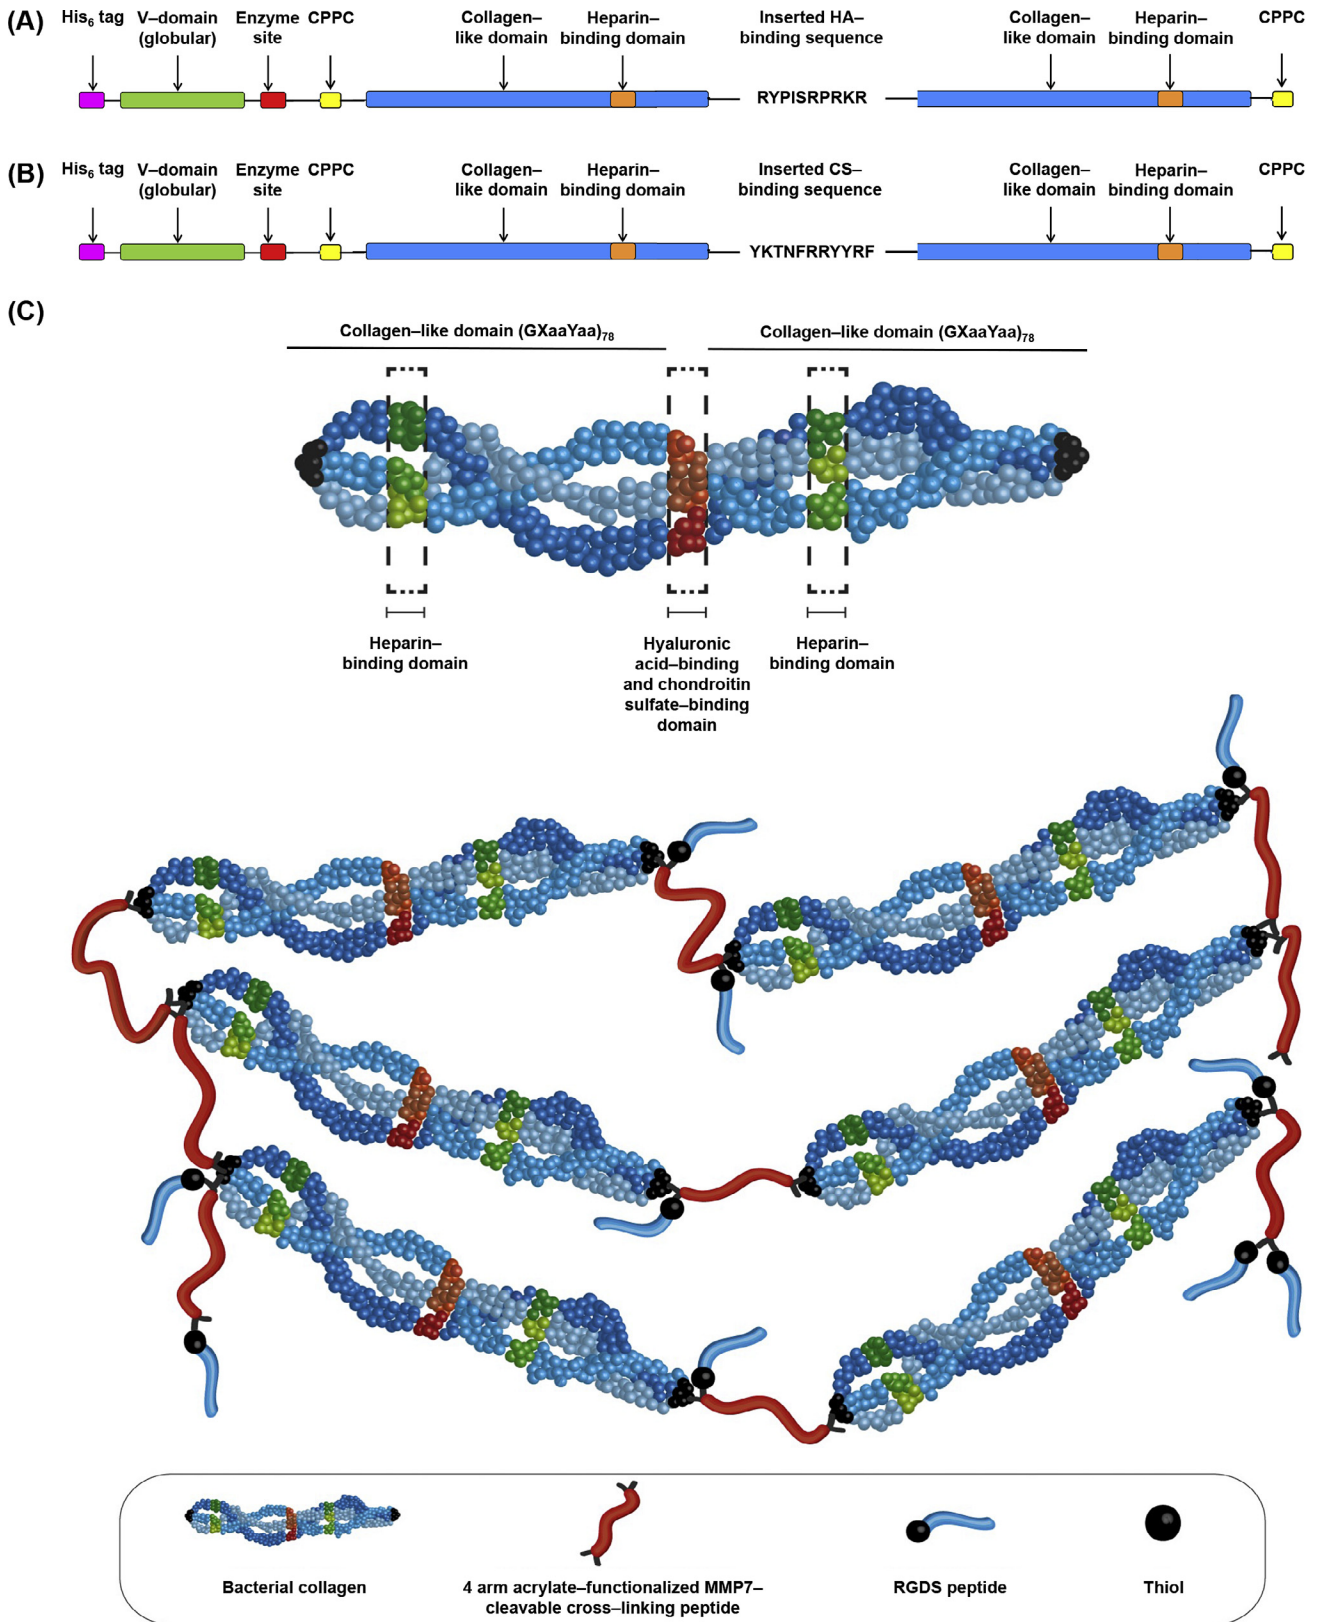 (A)
His6 tag
V–domain
(globular)
Enzyme
site
CPPC
Collagen–
like domain
Heparin–
binding domain
Inserted HA–
binding sequence
Collagen–
like domain
Heparin–
binding domain
CPPC
RYPISRPRKR
(B)
His6 tag
V–domain
(globular)
Enzyme
site
CPPC
Collagen–
like domain
Heparin–
binding domain
Inserted CS–
binding sequence
Collagen–
like domain
Heparin–
binding domain
CPPC
YKTNFRRYYRF
(C)
Collagen–like domain (GXaaYaa)78
Collagen–like domain (GXaaYaa)78
Heparin–
binding domain
Hyaluronic
acid–binding
and chondroitin
sulfate–binding
domain
Heparin–
binding domain
Bacterial collagen
4 arm acrylate–functionalized MMP7–
cleavable cross–linking peptide
RGDS peptide
Thiol